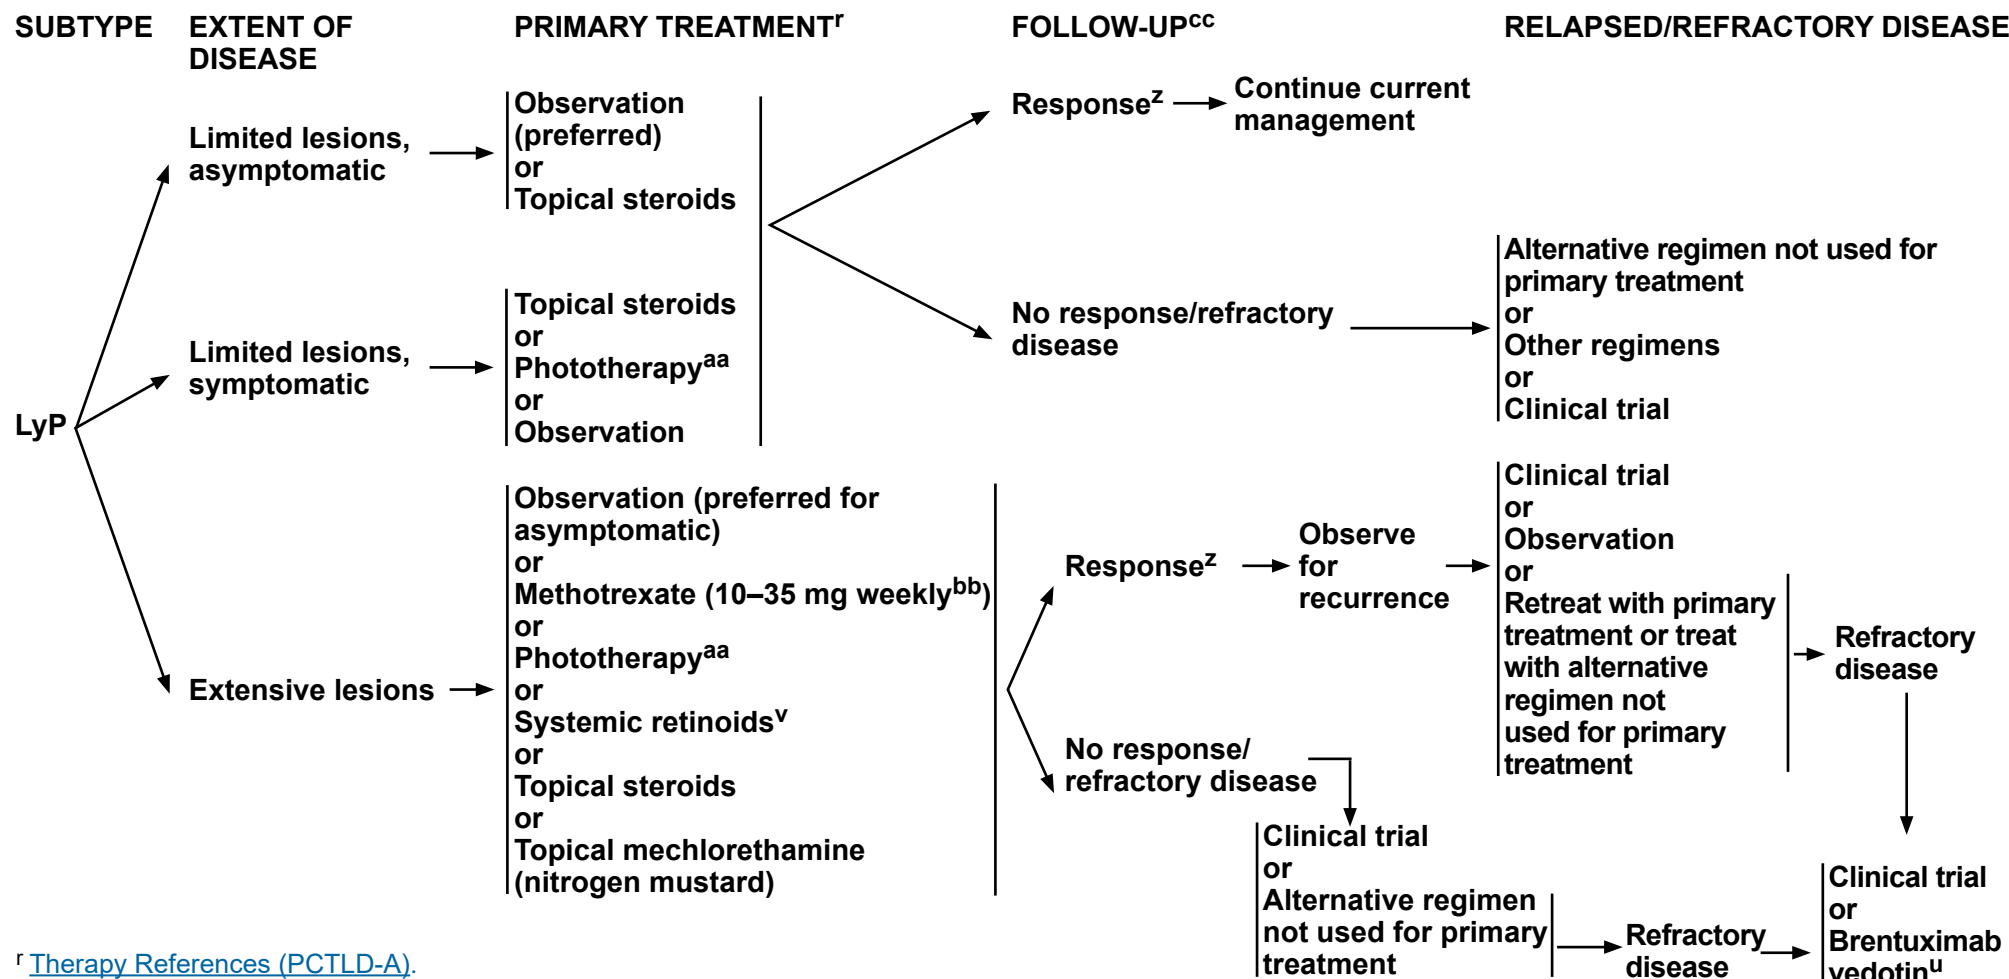 SUBTYPE
EXTENT OF
DISEASE
PRIMARY TREATMENTʳ
FOLLOW-UPᶜᶜ
RELAPSED/REFRACTORY DISEASE
LyP
Limited lesions,
asymptomatic
Observation
(preferred)
or
Topical steroids
Limited lesions,
symptomatic
Topical steroids
or
Phototherapyᵃᵃ
or
Observation
Responseᶻ
Continue current
management
No response/refractory
disease
Alternative regimen not used for
primary treatment
or
Other regimens
or
Clinical trial
Extensive lesions
Observation (preferred for
asymptomatic)
or
Methotrexate (10–35 mg weeklyᵇᵇ)
or
Phototherapyᵃᵃ
or
Systemic retinoidsᵛ
or
Topical steroids
or
Topical mechlorethamine
(nitrogen mustard)
Responseᶻ
Observe
for
recurrence
Clinical trial
or
Observation
or
Retreat with primary
treatment or treat
with alternative
regimen not
used for primary
treatment
Refractory
disease
No response/
refractory disease
Clinical trial
or
Alternative regimen
not used for primary
treatment
Refractory
disease
Clinical trial
or
Brentuximab
vedotinᵘ
ʳ Therapy References (PCTLD-A).